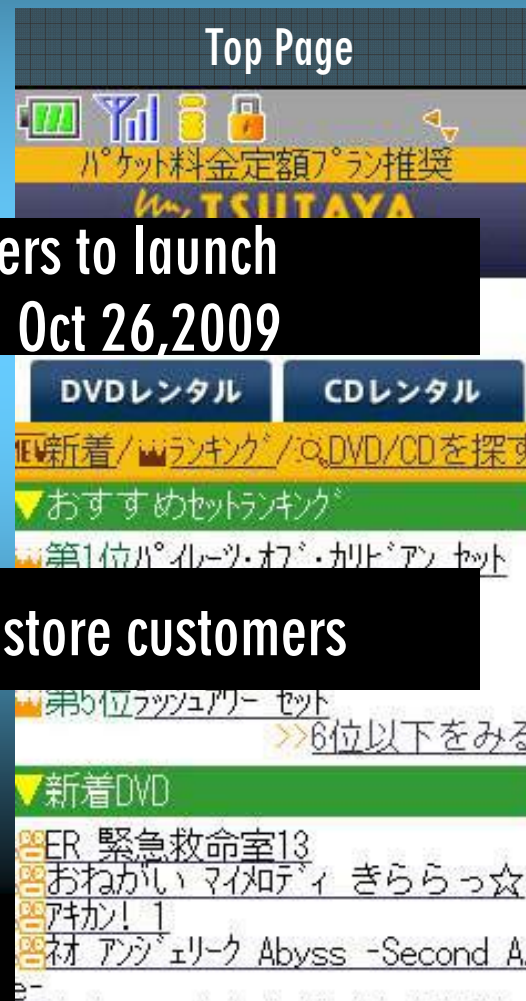 Top Page
ﾊﾟｹｯﾄ料金定額ﾌﾟﾗﾝ推奨
TSUTAYA
ers to launch
Oct 26,2009
DVDレンタル CDレンタル
NEW新着/ﾗﾝｷﾝｸﾞ/DVD/CDを探す
▼おすすめｾｯﾄﾗﾝｷﾝｸﾞ
第1位ﾊﾟｲﾚｰﾂ・ｵﾌﾞ・ｶﾘﾋﾞｱﾝ ｾｯﾄ
store customers
第5位ﾗｯｼｭｱﾜｰ ｾｯﾄ
>>6位以下をみる
▼新着DVD
ER 緊急救命室13
おねがい ﾏｲﾒﾛﾃﾞｨ きららっ☆
ｱｷｶﾝ! 1
ﾈｵ ｱﾝｼﾞｪﾘｰｸ Abyss -Second A
e-